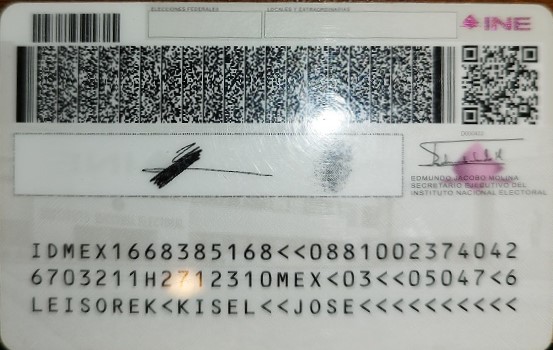 ELECCIONES FEDERALES
LOCALES Y EXTRAORDINARIAS
INE
EDMUNDO JACOBO MOLINA
SECRETARIO EJECUTIVO DEL
INSTITUTO NACIONAL ELECTORAL
IDMEX1668385168<<0881002374042
6703211H2712310MEX<03<<05047<6
LEISOREK<KISEL<<JOSE<<<<<<<<<<